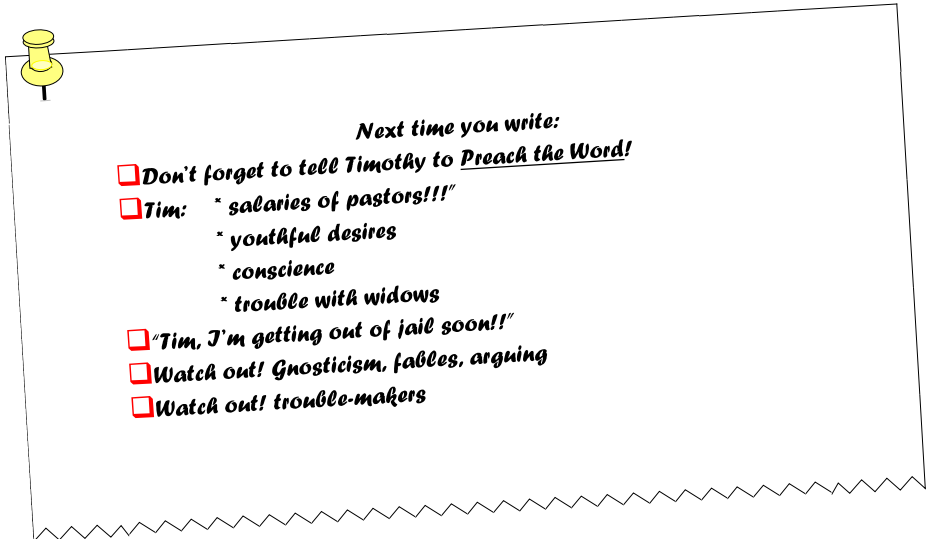 Next time you write:
❑Don't forget to tell Timothy to Preach the Word!
❑Tim: * salaries of pastors!!!"
* youthful desires
* conscience
* trouble with widows
❑"Tim, I'm getting out of jail soon!!"
❑Watch out! Gnosticism, fables, arguing
❑Watch out! trouble-makers